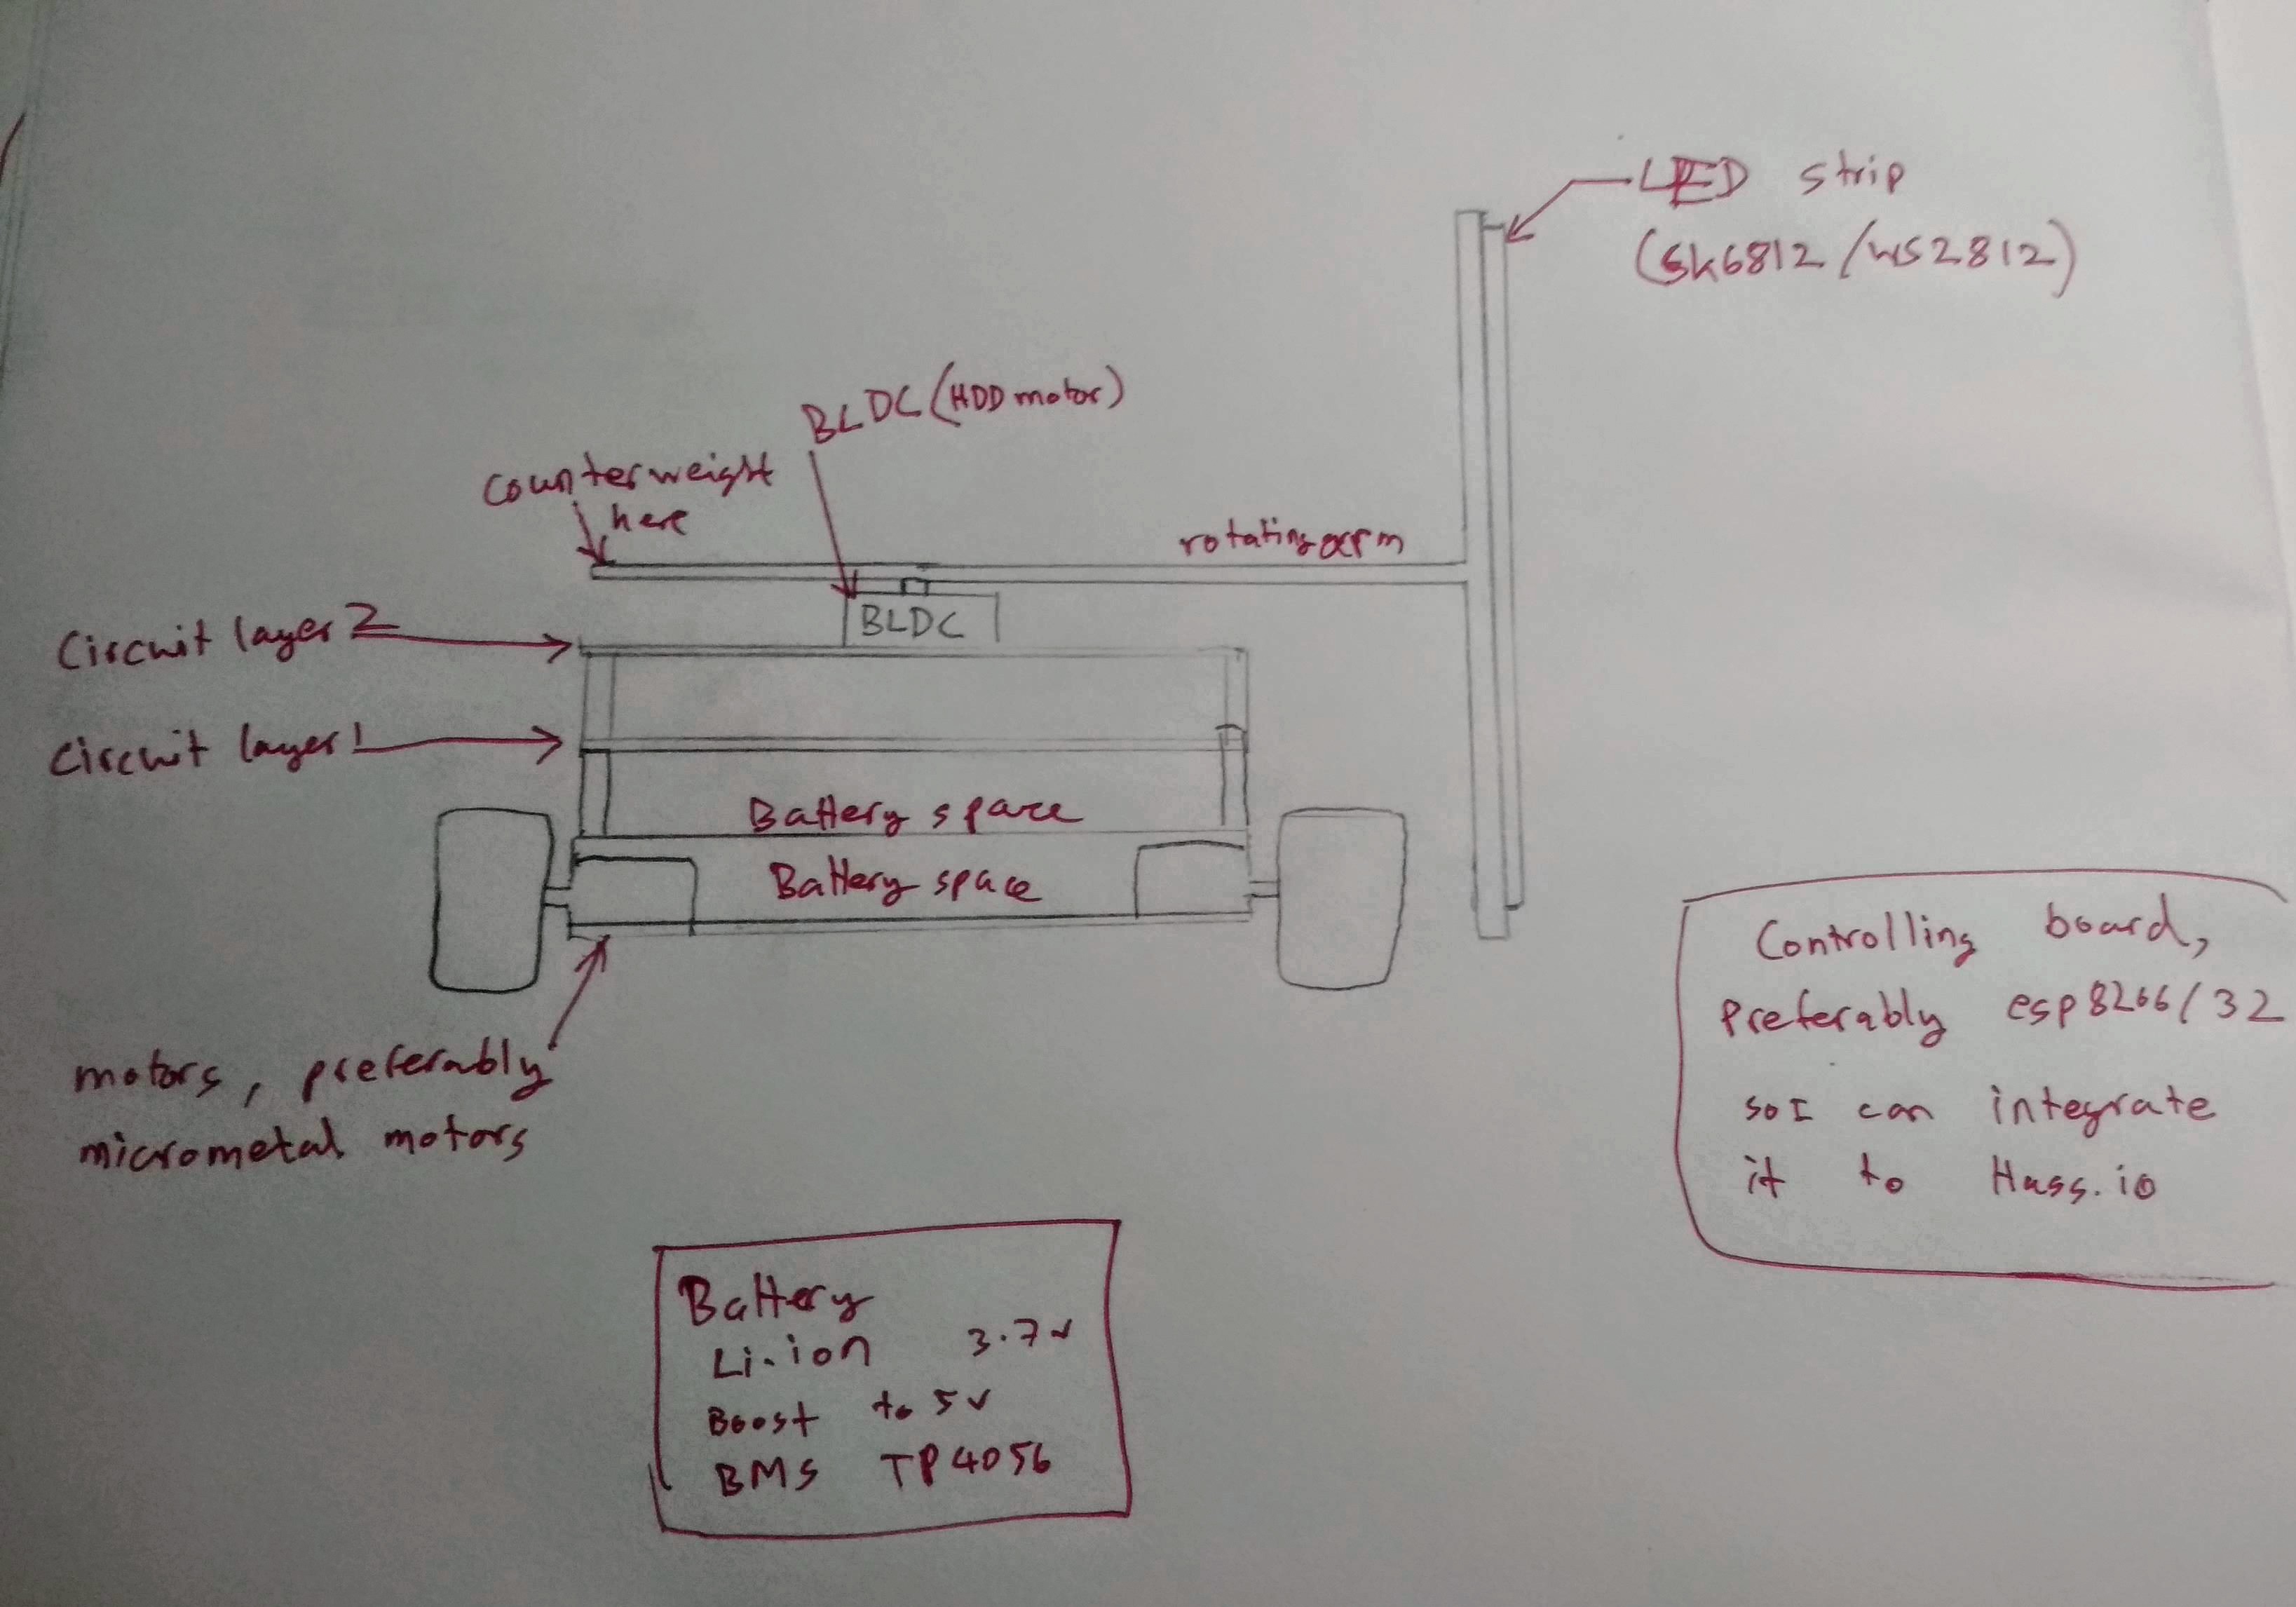 LED strip
(Sk6812/WS2812)
BLDC (HDD motor)
counterweight
here
rotating arm
BLDC
Circuit layer 2
Circuit layer 1
Battery space
Battery space
motors, preferably
micrometal motors
Controlling board,
Preferably esp8266/32
so I can integrate
it to Hass.io
Battery
Li-ion 3.7v
Boost to 5v
BMS TP4056